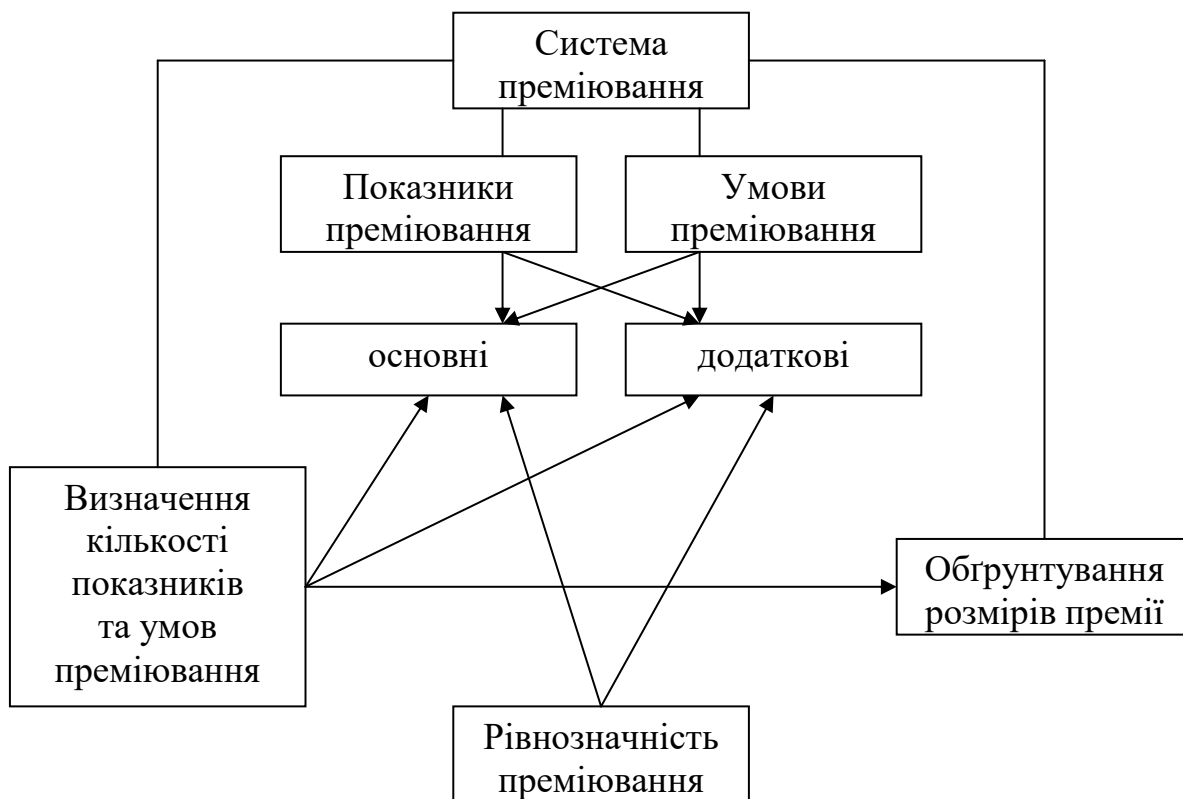 Система
преміювання
Показники
преміювання
Умови
преміювання
основні
додаткові
Визначення
кількості
показників
та умов
преміювання
Обґрунтування
розмірів премії
Рівнозначність
преміювання